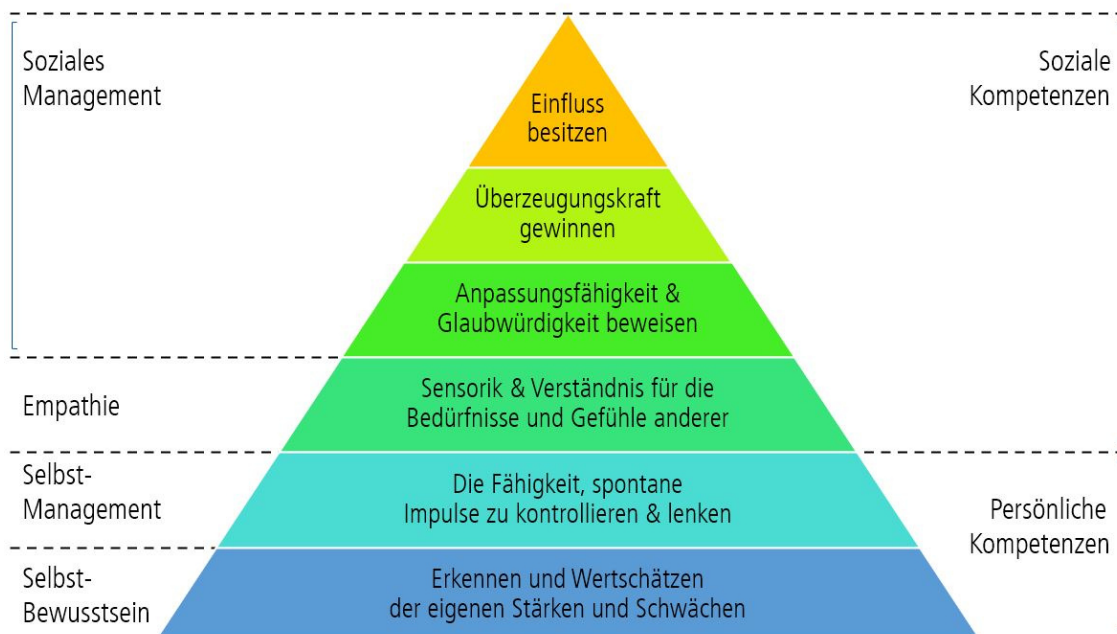 Soziales
Management
Soziale
Kompetenzen
Einfluss
besitzen
Überzeugungskraft
gewinnen
Anpassungsfähigkeit &
Glaubwürdigkeit beweisen
Empathie
Sensorik & Verständnis für die
Bedürfnisse und Gefühle anderer
Selbst-
Management
Die Fähigkeit, spontane
Impulse zu kontrollieren & lenken
Persönliche
Kompetenzen
Selbst-
Bewusstsein
Erkennen und Wertschätzen
der eigenen Stärken und Schwächen